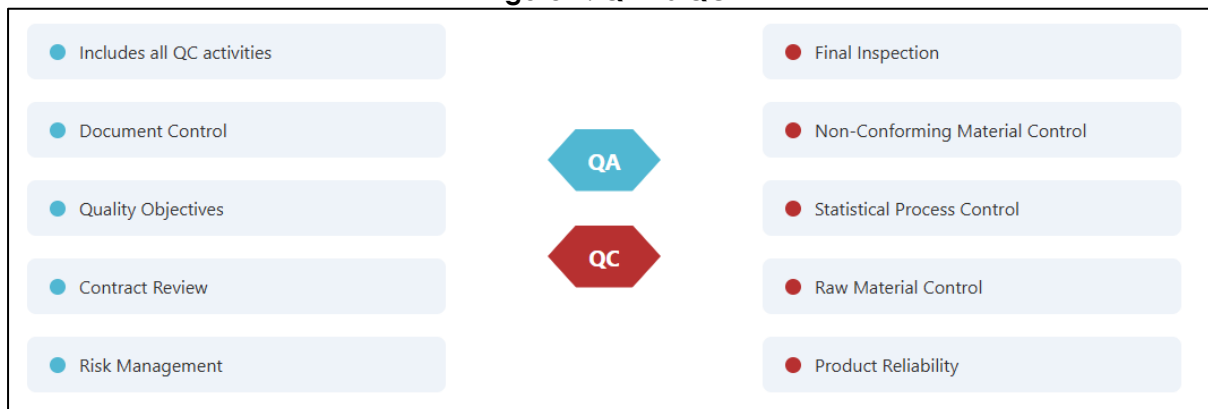 Includes all QC activities
Document Control
Quality Objectives
Contract Review
Risk Management
QA
QC
Final Inspection
Non-Conforming Material Control
Statistical Process Control
Raw Material Control
Product Reliability